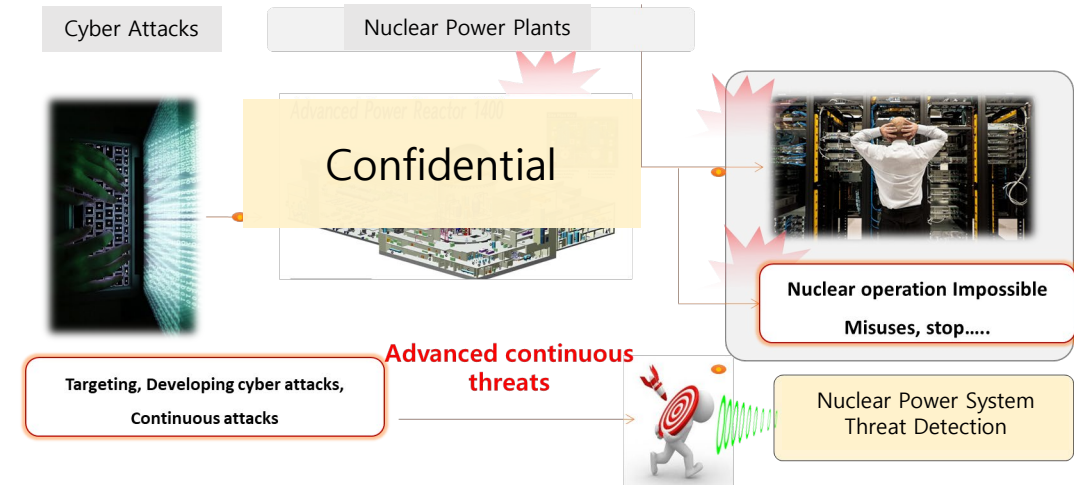 Cyber Attacks
Nuclear Power Plants
Advanced Power Reactor 1400
Confidential
Nuclear operation Impossible
Misuses, stop…..
Advanced continuous
threats
Targeting, Developing cyber attacks,
Continuous attacks
Nuclear Power System
Threat Detection